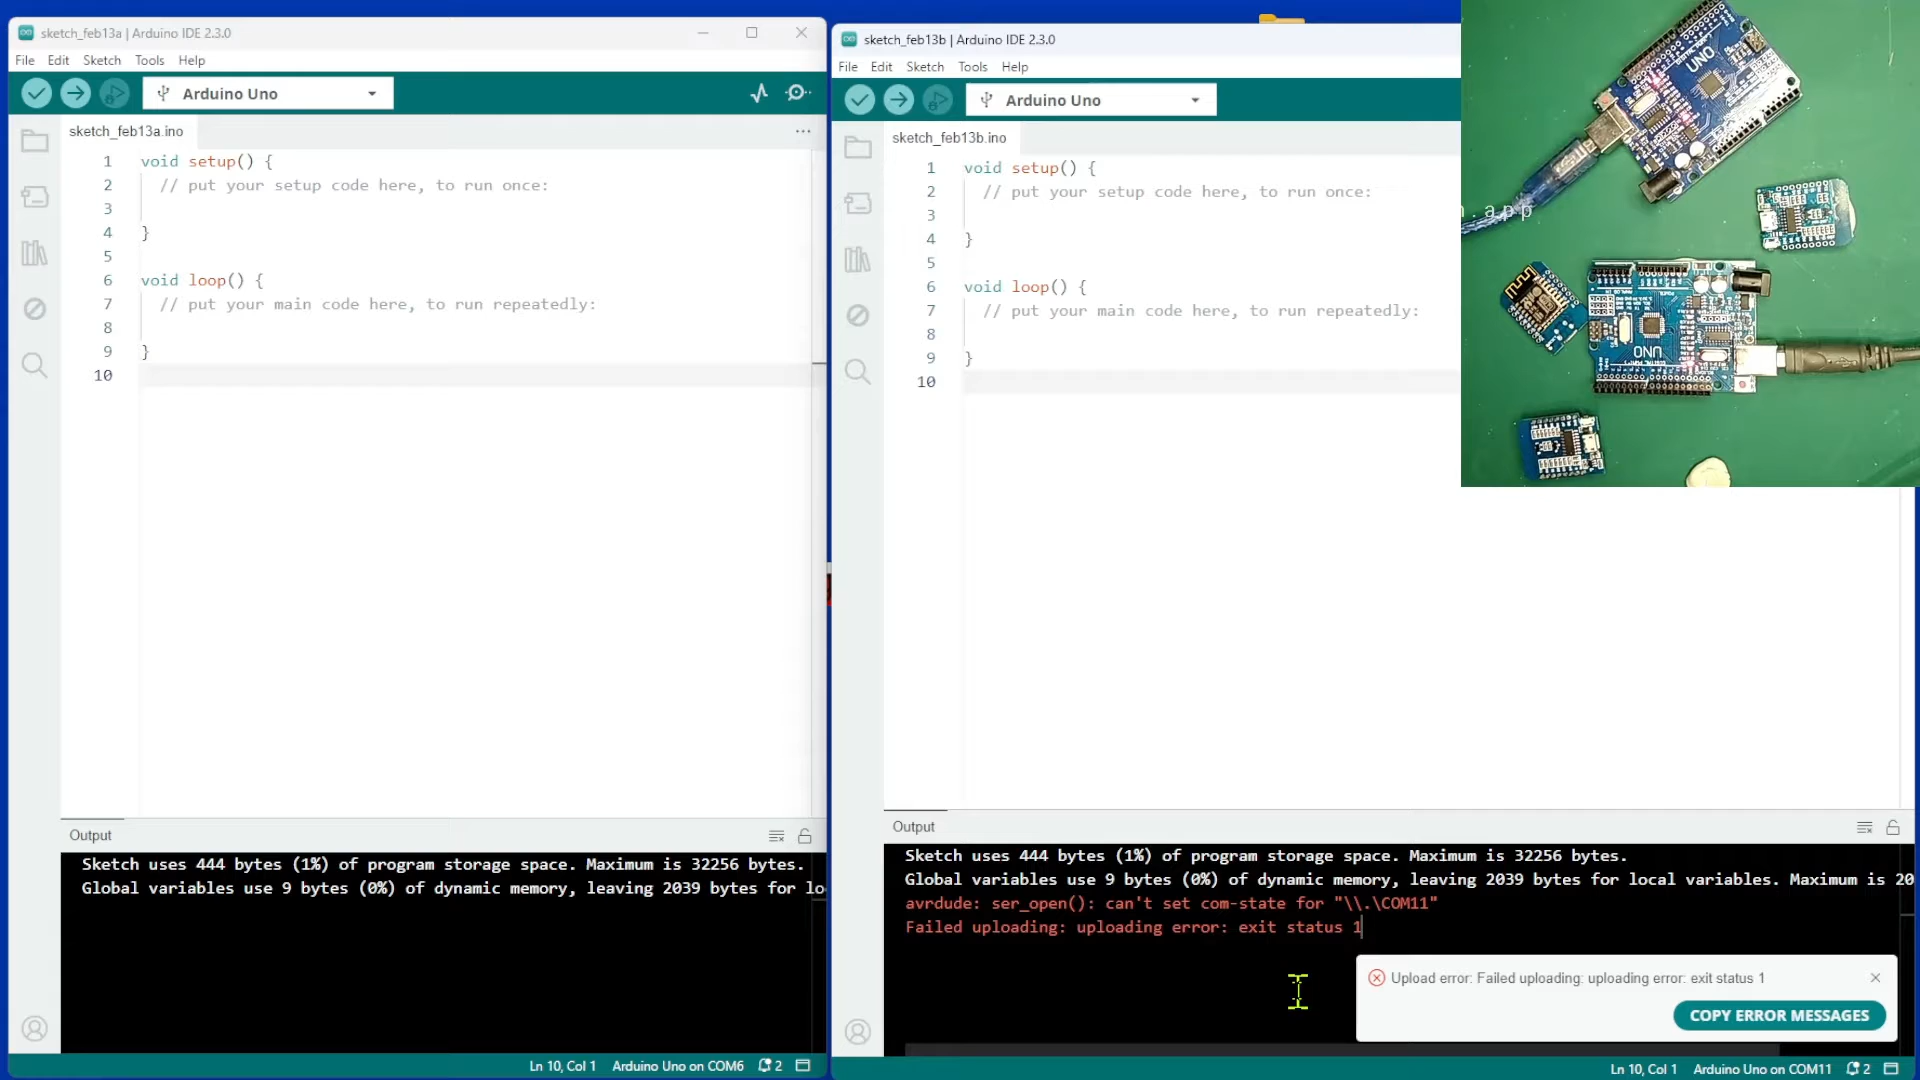 sketch_feb13a | Arduino IDE 2.3.0
File Edit Sketch Tools Help
Arduino Uno
sketch_feb13a.ino
1 void setup() {
2 // put your setup code here, to run once:
3
4 }
5
6 void loop() {
7 // put your main code here, to run repeatedly:
8
9 }
10
Output
Sketch uses 444 bytes (1%) of program storage space. Maximum is 32256 bytes.
Global variables use 9 bytes (0%) of dynamic memory, leaving 2039 bytes for lo
Ln 10, Col 1 Arduino Uno on COM6 2
sketch_feb13b | Arduino IDE 2.3.0
File Edit Sketch Tools Help
Arduino Uno
sketch_feb13b.ino
1 void setup() {
2 // put your setup code here, to run once:
3
4 }
5
6 void loop() {
7 // put your main code here, to run repeatedly:
8
9 }
10
Output
Sketch uses 444 bytes (1%) of program storage space. Maximum is 32256 bytes.
Global variables use 9 bytes (0%) of dynamic memory, leaving 2039 bytes for local variables. Maximum is 20
avrdude: ser_open(): can't set com-state for "\\.\COM11"
Failed uploading: uploading error: exit status 1
Upload error: Failed uploading: uploading error: exit status 1
COPY ERROR MESSAGES
Ln 10, Col 1 Arduino Uno on COM11 2
UNO
.app
UNO